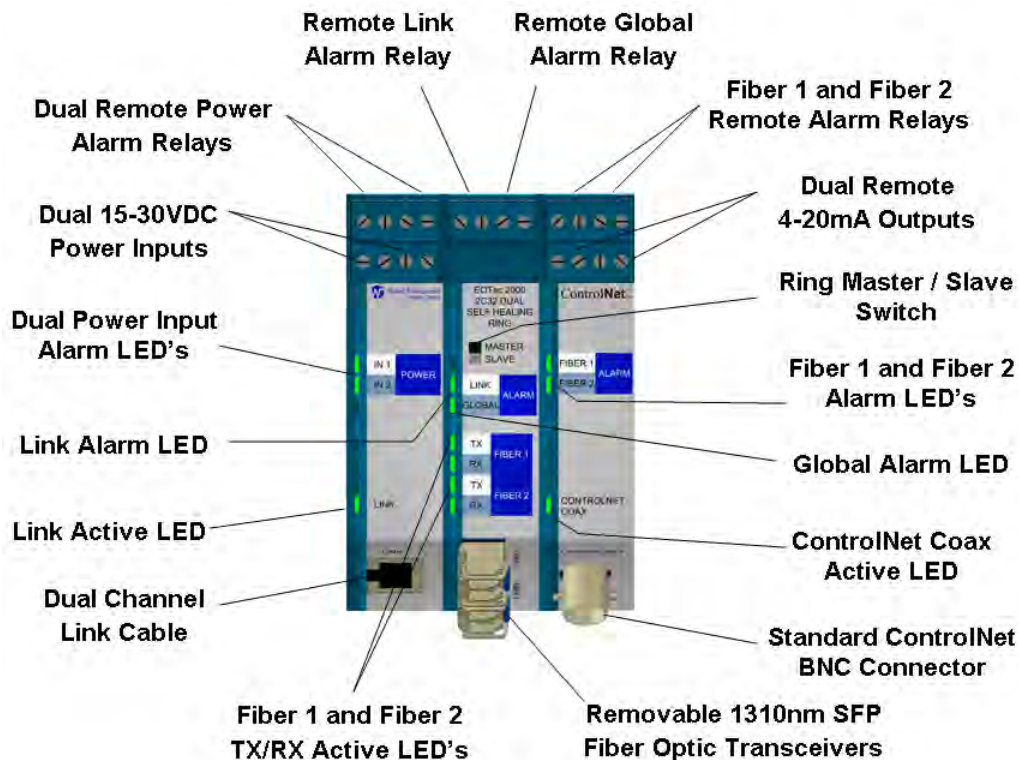 Remote Link
Alarm Relay
Remote Global
Alarm Relay
Dual Remote Power
Alarm Relays
Fiber 1 and Fiber 2
Remote Alarm Relays
Dual 15-30VDC
Power Inputs
Dual Remote
4-20mA Outputs
Ring Master / Slave
Switch
Dual Power Input
Alarm LED's
Fiber 1 and Fiber 2
Alarm LED's
Link Alarm LED
Global Alarm LED
Link Active LED
ControlNet Coax
Active LED
Dual Channel
Link Cable
Standard ControlNet
BNC Connector
Fiber 1 and Fiber 2
TX/RX Active LED's
Removable 1310nm SFP
Fiber Optic Transceivers
IN 1
IN 2
POWER
LINK
EOTec 2000
2C32 DUAL
SELF HEALING
RING
MASTER
SLAVE
LINK
GLOBAL
ALARM
TX
RX
FIBER 1
TX
RX
FIBER 2
ControlNet
FIBER 1
FIBER 2
ALARM
CONTROLNET
COAX